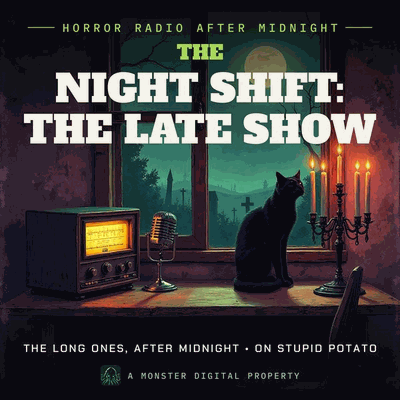 HORROR RADIO AFTER MIDNIGHT
THE
NIGHT SHIFT:
THE LATE SHOW
THE LONG ONES, AFTER MIDNIGHT • ON STUPID POTATO
A MONSTER DIGITAL PROPERTY